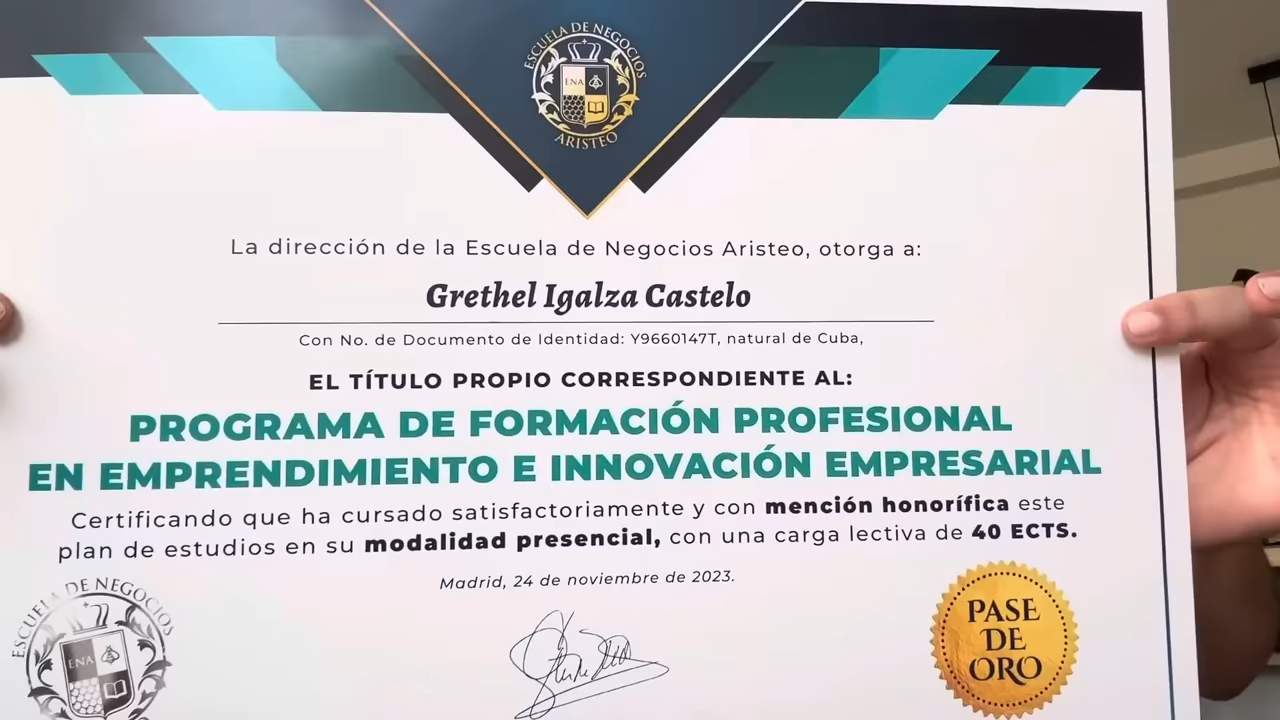 ESCUELA DE NEGOCIOS
ENA
ARISTEO
La dirección de la Escuela de Negocios Aristeo, otorga a:
Grethel Igalza Castelo
Con No. de Documento de Identidad: Y9660147T, natural de Cuba,
EL TÍTULO PROPIO CORRESPONDIENTE AL:
PROGRAMA DE FORMACIÓN PROFESIONAL
EN EMPRENDIMIENTO E INNOVACIÓN EMPRESARIAL
Certificando que ha cursado satisfactoriamente y con mención honorífica este
plan de estudios en su modalidad presencial, con una carga lectiva de 40 ECTS.
Madrid, 24 de noviembre de 2023.
ESCUELA DE NEGOCIOS
ENA
PASE
DE
ORO